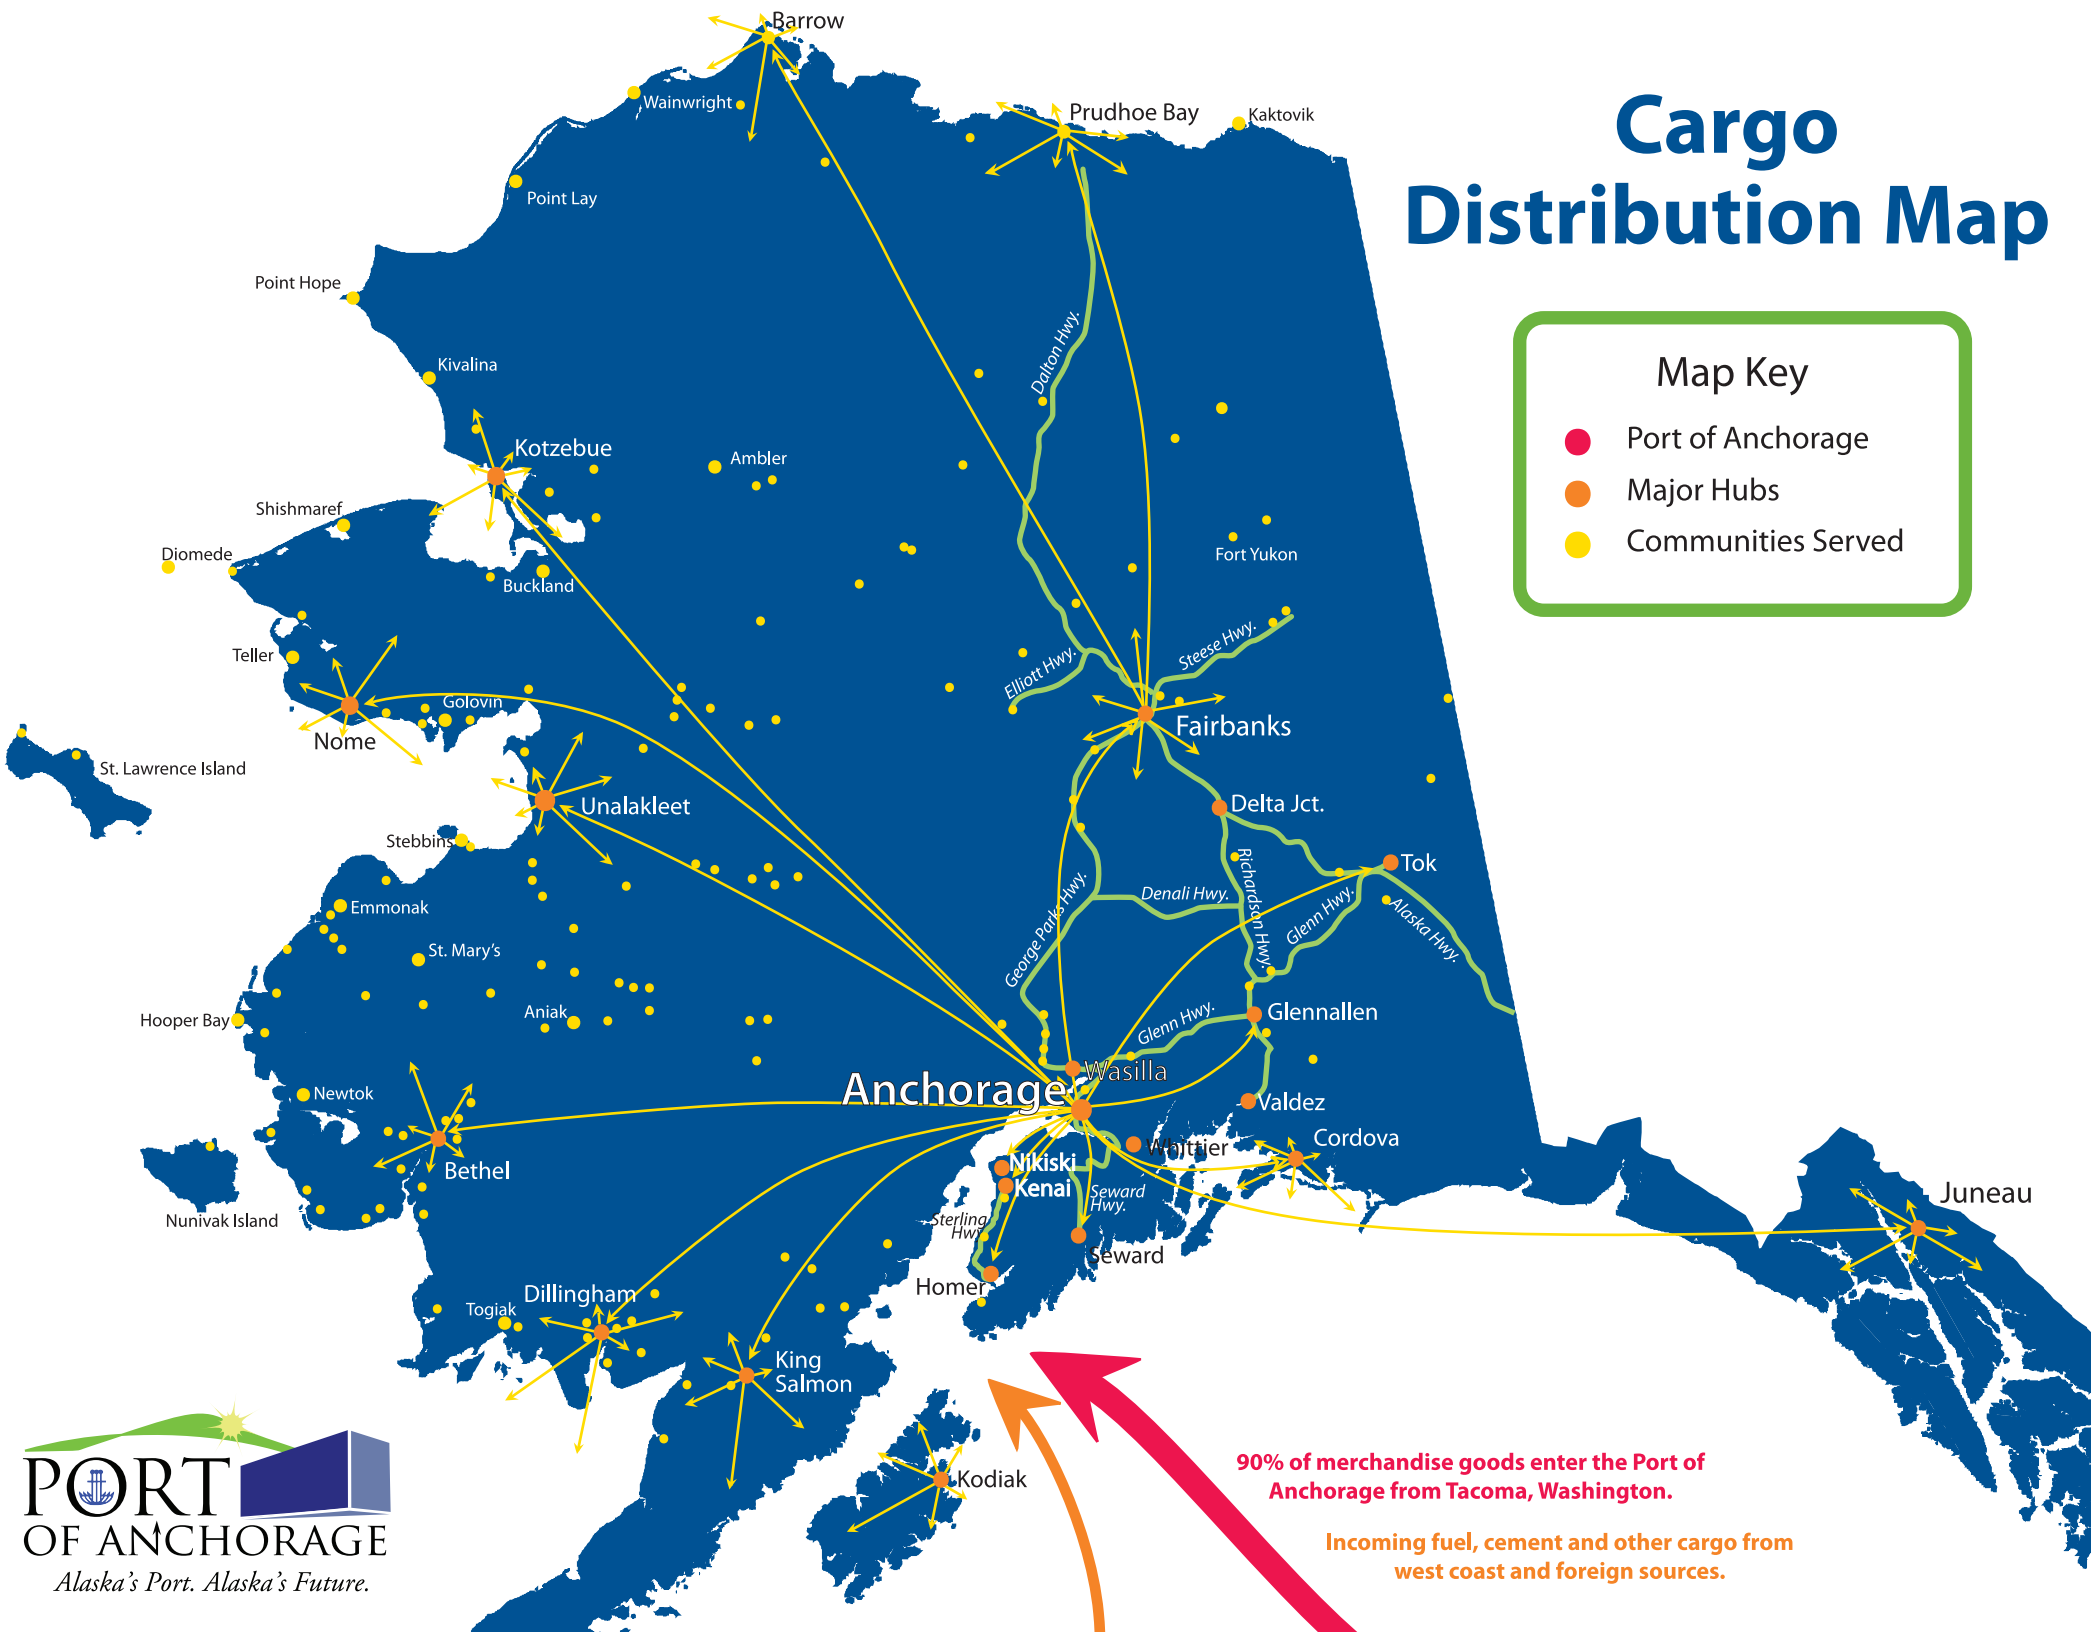 Cargo
Distribution Map
Map Key
Port of Anchorage
Major Hubs
Communities Served
Barrow
Wainwright
Prudhoe Bay
Kaktovik
Point Lay
Point Hope
Kivalina
Dalton Hwy.
Kotzebue
Ambler
Shishmaref
Diomede
Buckland
Fort Yukon
Teller
Elliott Hwy.
Steese Hwy.
Golovin
Nome
Fairbanks
St. Lawrence Island
Unalakleet
Delta Jct.
Stebbins
Tok
Richardson Hwy.
Denali Hwy.
George Parks Hwy.
Glenn Hwy.
Alaska Hwy.
Emmonak
St. Mary's
Hooper Bay
Aniak
Glennallen
Glenn Hwy.
Wasilla
Anchorage
Newtok
Valdez
Whittier
Cordova
Bethel
Nikiski
Kenai
Seward
Hwy.
Juneau
Nunivak Island
Sterling
Hwy.
Seward
Homer
Dillingham
Togiak
King
Salmon
Kodiak
90% of merchandise goods enter the Port of
Anchorage from Tacoma, Washington.
Incoming fuel, cement and other cargo from
west coast and foreign sources.
PORT
OF ANCHORAGE
Alaska's Port. Alaska's Future.